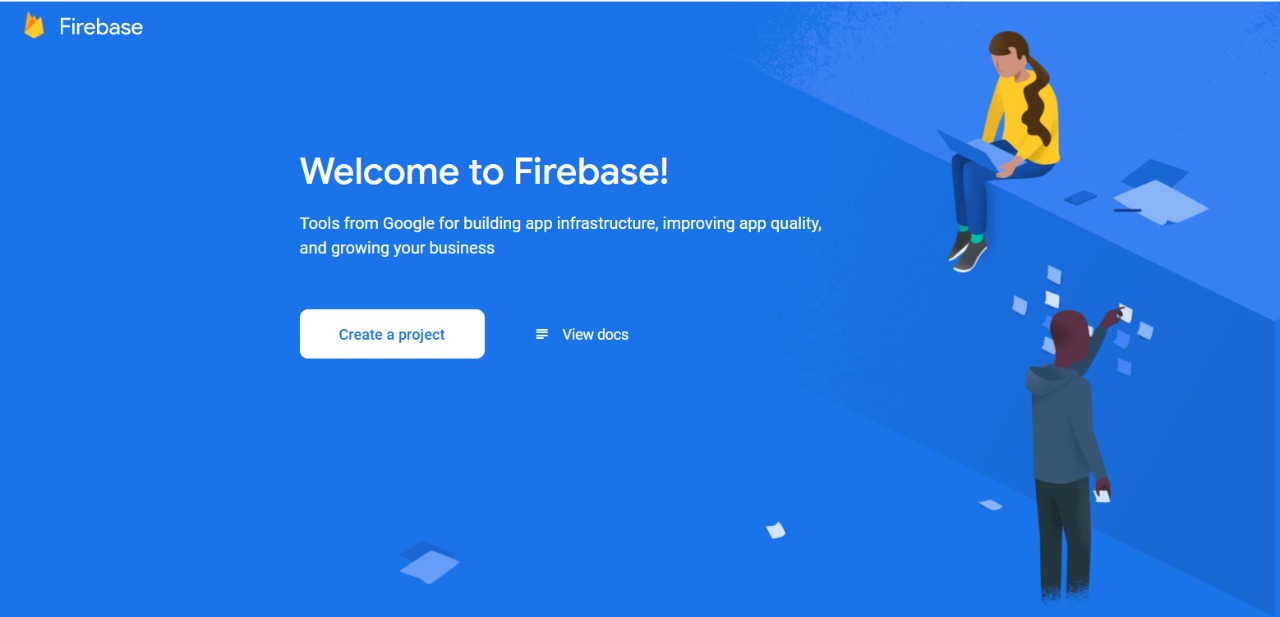 Firebase
Welcome to Firebase!
Tools from Google for building app infrastructure, improving app quality,
and growing your business
Create a project
View docs